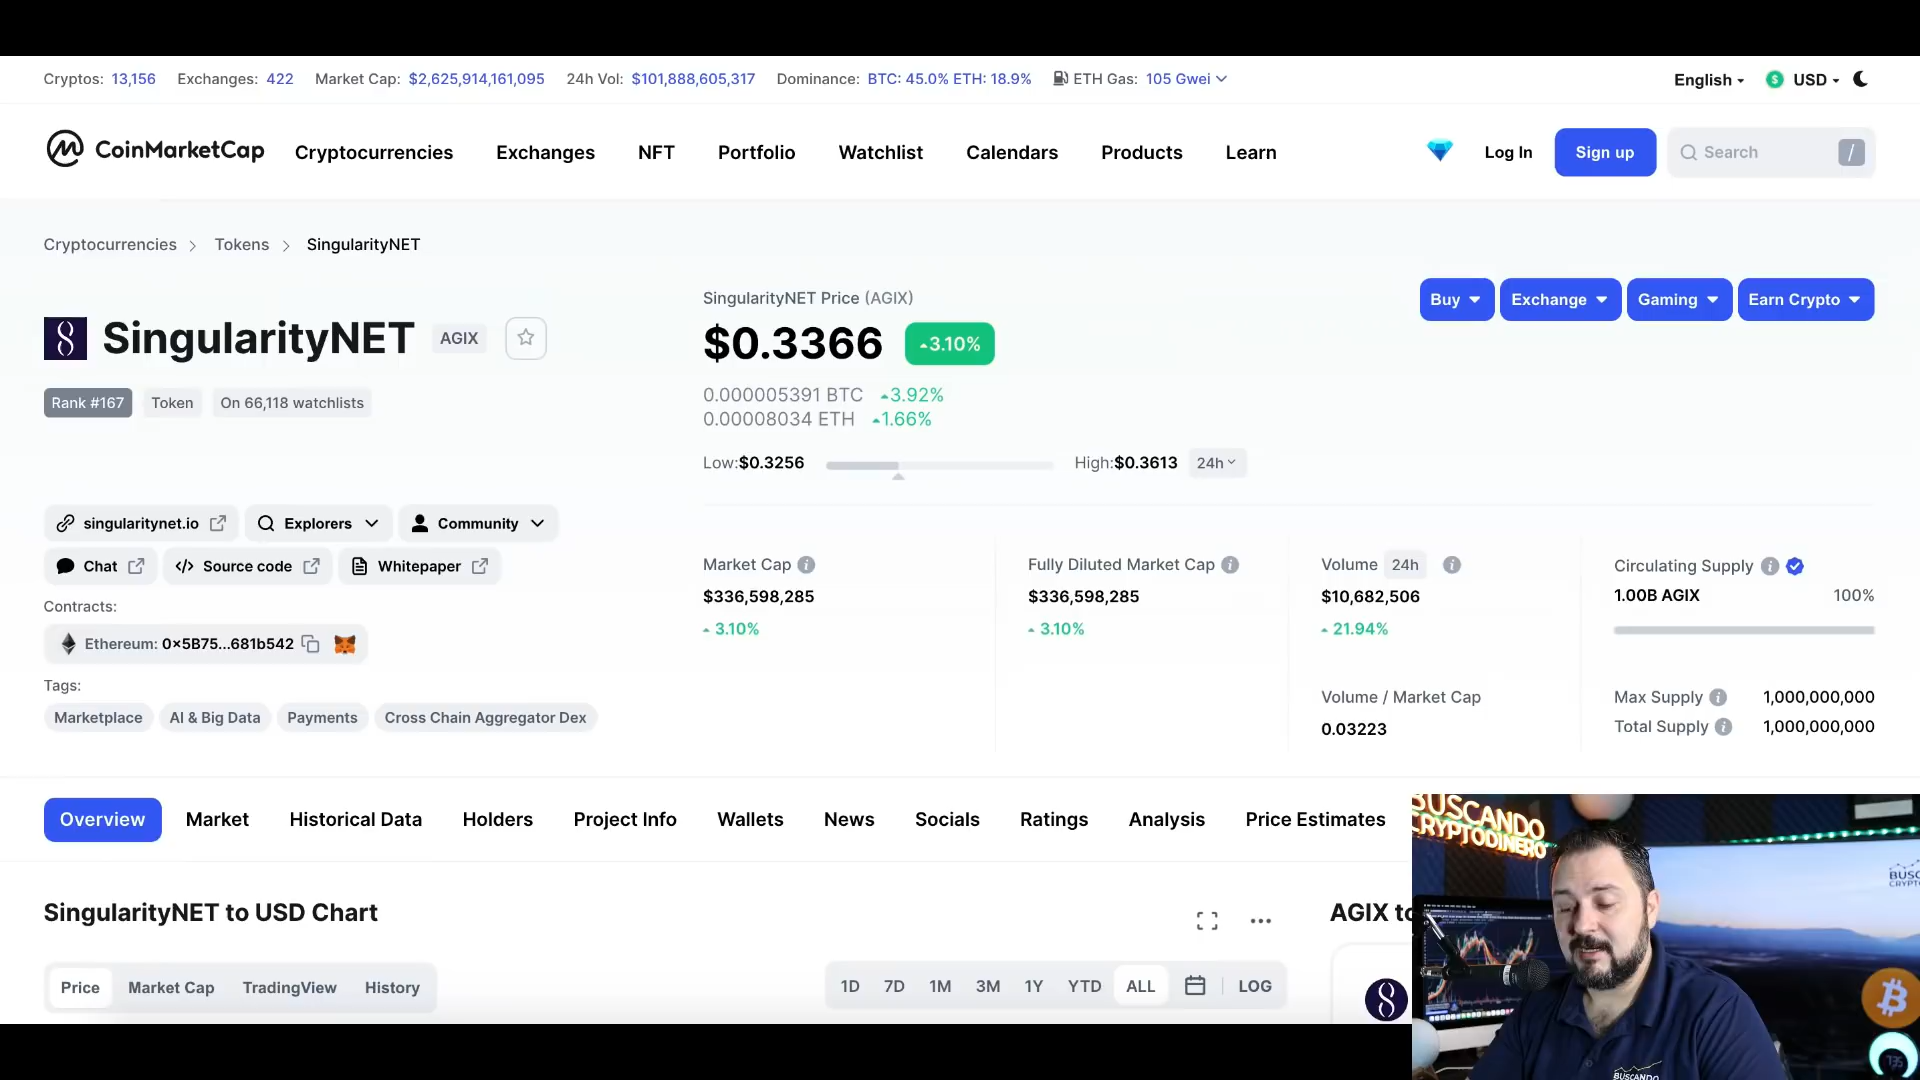 Cryptos: 13,156 Exchanges: 422 Market Cap: $2,625,914,161,095 24h Vol: $101,888,605,317 Dominance: BTC: 45.0% ETH: 18.9% ETH Gas: 105 Gwei
English USD
CoinMarketCap Cryptocurrencies Exchanges NFT Portfolio Watchlist Calendars Products Learn Log In Sign up Search /
Cryptocurrencies > Tokens > SingularityNET
SingularityNET AGIX
Rank #167 Token On 66,118 watchlists
SingularityNET Price (AGIX)
$0.3366 3.10%
0.000005391 BTC 3.92%
0.00008034 ETH 1.66%
Low:$0.3256 High:$0.3613 24h
Buy Exchange Gaming Earn Crypto
singularitynet.io Explorers Community
Chat Source code Whitepaper
Contracts:
Ethereum: 0x5B75...681b542
Tags:
Marketplace AI & Big Data Payments Cross Chain Aggregator Dex
Market Cap
$336,598,285
3.10%
Fully Diluted Market Cap
$336,598,285
3.10%
Volume 24h
$10,682,506
21.94%
Volume / Market Cap
0.03223
Circulating Supply
1.00B AGIX 100%
Max Supply 1,000,000,000
Total Supply 1,000,000,000
Overview Market Historical Data Holders Project Info Wallets News Socials Ratings Analysis Price Estimates
SingularityNET to USD Chart
Price Market Cap TradingView History
1D 7D 1M 3M 1Y YTD ALL LOG
AGIX to
BUSCANDO
CRYPTODINERO
BUSC
CRYPT
BUSCANDO